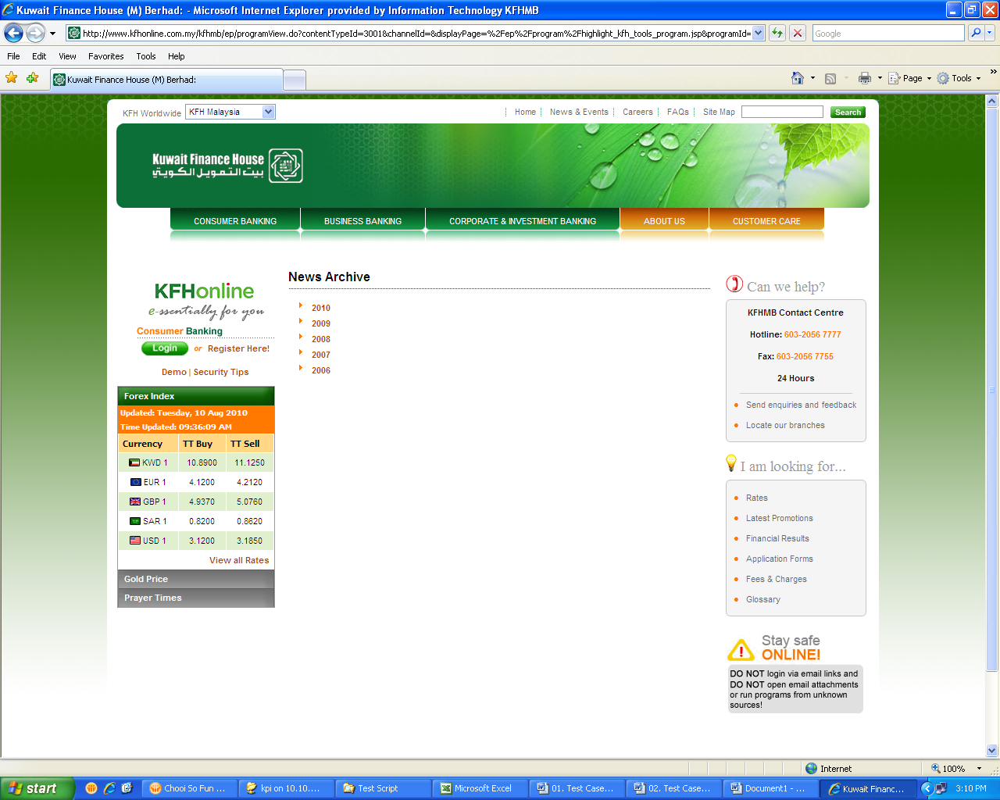 Kuwait Finance House (M) Berhad: - Microsoft Internet Explorer provided by Information Technology KFHMB
http://www.kfhonline.com.my/kfhmb/ep/programView.do?contentTypeId=3001&channelId=&displayPage=%2Fep%2Fprogram%2Fhighlight_kfh_tools_program.jsp&programId=
Google
File Edit View Favorites Tools Help
Kuwait Finance House (M) Berhad:
Page Tools »
KFH Worldwide KFH Malaysia
Home News & Events Careers FAQs Site Map Search
Kuwait Finance House
بيت التمويل الكويتي
CONSUMER BANKING BUSINESS BANKING CORPORATE & INVESTMENT BANKING ABOUT US CUSTOMER CARE
KFHonline
e-ssentially for you
Consumer Banking
Login or Register Here!
Demo | Security Tips
Forex Index
Updated: Tuesday, 10 Aug 2010
Time Updated: 09:36:09 AM
Currency TT Buy TT Sell
KWD 1 10.8900 11.1250
EUR 1 4.1200 4.2120
GBP 1 4.9370 5.0760
SAR 1 0.8200 0.8620
USD 1 3.1200 3.1850
View all Rates
Gold Price
Prayer Times
News Archive
2010
2009
2008
2007
2006
Can we help?
KFHMB Contact Centre
Hotline: 603-2056 7777
Fax: 603-2056 7755
24 Hours
Send enquiries and feedback
Locate our branches
I am looking for...
Rates
Latest Promotions
Financial Results
Application Forms
Fees & Charges
Glossary
Stay safe
ONLINE!
DO NOT login via email links and
DO NOT open email attachments
or run programs from unknown
sources!
Internet 100%
start Chooi So Fun ... kpi on 10.10.... Test Script Microsoft Excel 01. Test Case... 02. Test Case... Document1 - ... Kuwait Financ... 3:10 PM